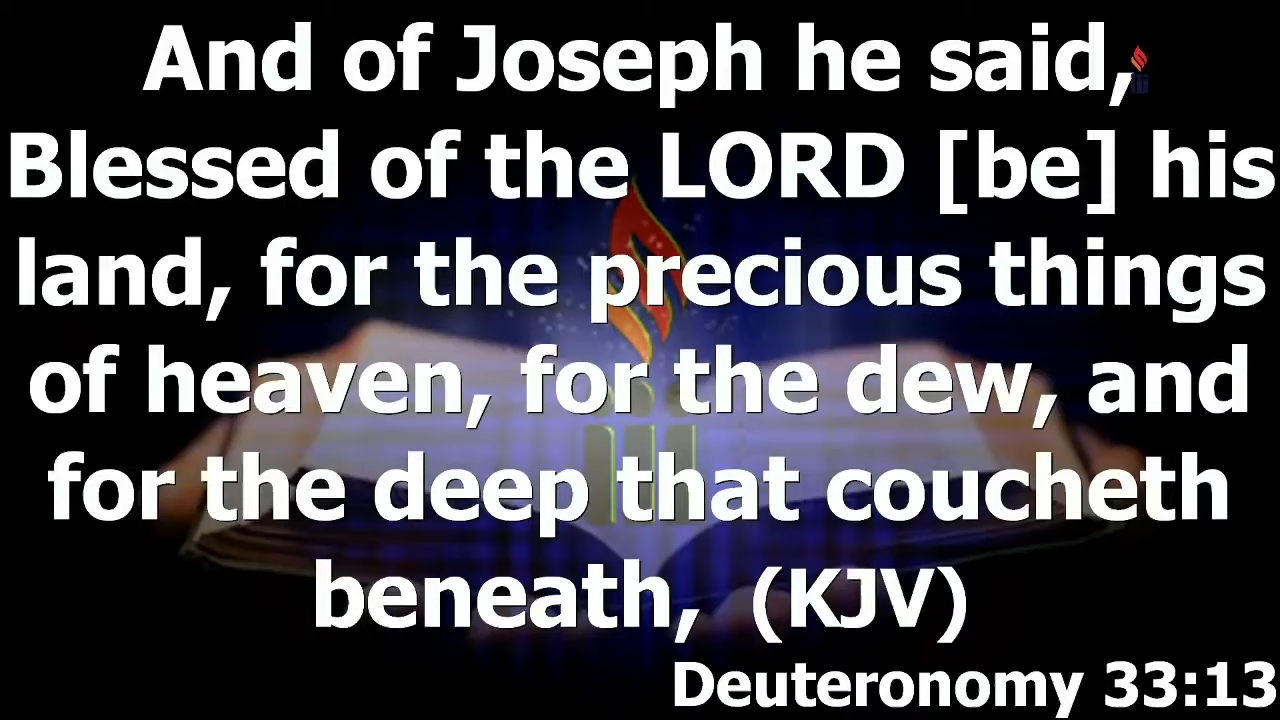 And of Joseph he said,
Blessed of the LORD [be] his
land, for the precious things
of heaven, for the dew, and
for the deep that coucheth
beneath, (KJV)
Deuteronomy 33:13